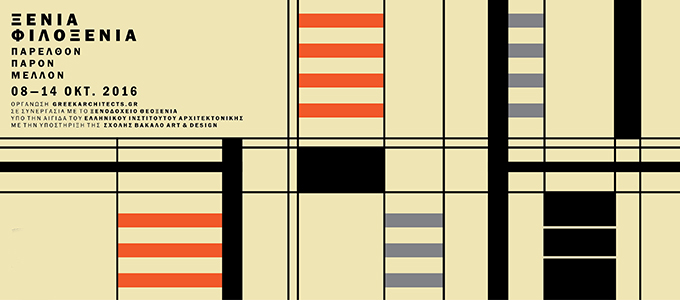 ΞΕΝΙΑ
ΦΙΛΟΞΕΝΙΑ
ΠΑΡΕΛΘΟΝ
ΠΑΡΟΝ
ΜΕΛΛΟΝ
08—14 ΟΚΤ. 2016
ΟΡΓΑΝΩΣΗ GREEKARCHITECTS.GR
ΣΕ ΣΥΝΕΡΓΑΣΙΑ ΜΕ ΤΟ ΞΕΝΟΔΟΧΕΙΟ ΘΕΟΞΕΝΙΑ
ΥΠΟ ΤΗΝ ΑΙΓΙΔΑ ΤΟΥ ΕΛΛΗΝΙΚΟΥ ΙΝΣΤΙΤΟΥΤΟΥ ΑΡΧΙΤΕΚΤΟΝΙΚΗΣ
ΜΕ ΤΗΝ ΥΠΟΣΤΗΡΙΞΗ ΤΗΣ ΣΧΟΛΗΣ ΒΑΚΑΛΟ ART & DESIGN